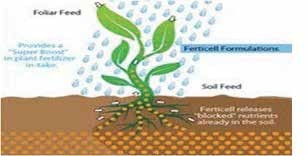 Foliar Feed
Provides a
"Super Boost"
in plant fertilizer
in-take.
Ferticell Formulations
Soil Feed
Ferticell releases
"blocked" nutrients
already in the soil.